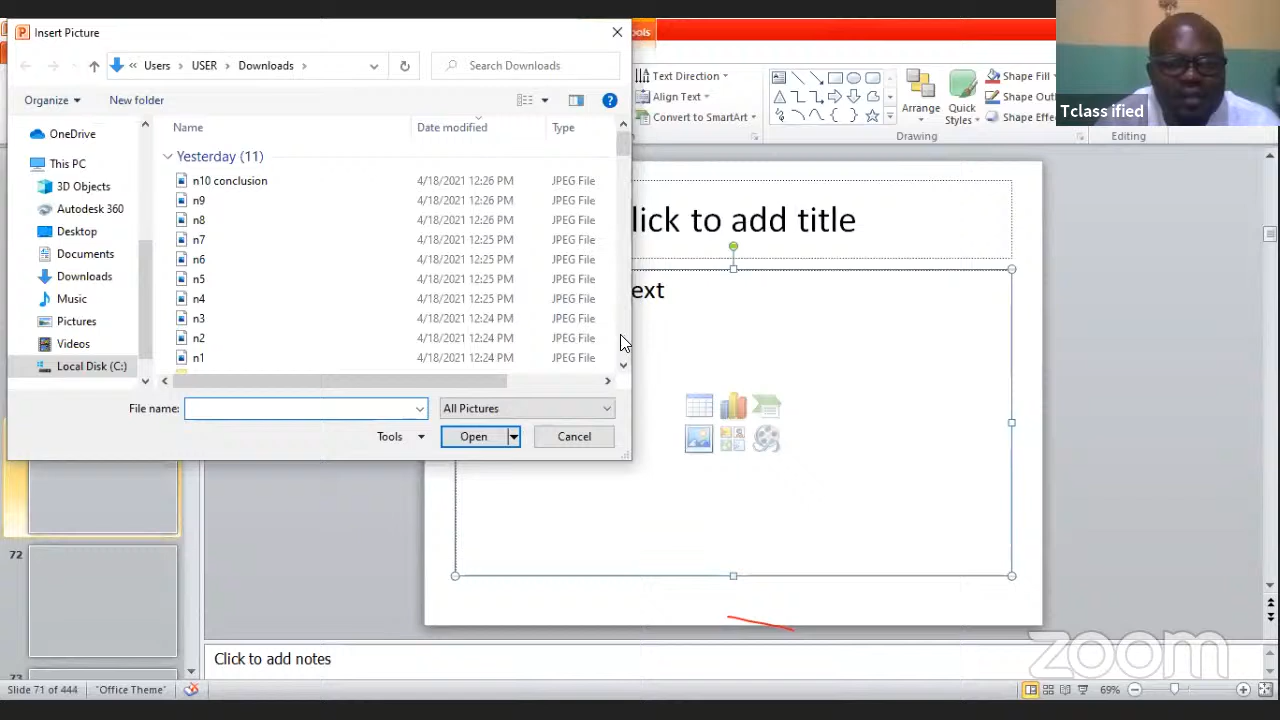 Insert Picture
ools
« Users › USER › Downloads ›
Search Downloads
Organize
New folder
OneDrive
This PC
3D Objects
Autodesk 360
Desktop
Documents
Downloads
Music
Pictures
Videos
Local Disk (C:)
Name Date modified Type
Yesterday (11)
n10 conclusion 4/18/2021 12:26 PM JPEG File
n9 4/18/2021 12:26 PM JPEG File
n8 4/18/2021 12:26 PM JPEG File
n7 4/18/2021 12:25 PM JPEG File
n6 4/18/2021 12:25 PM JPEG File
n5 4/18/2021 12:25 PM JPEG File
n4 4/18/2021 12:25 PM JPEG File
n3 4/18/2021 12:24 PM JPEG File
n2 4/18/2021 12:24 PM JPEG File
n1 4/18/2021 12:24 PM JPEG File
File name:
All Pictures
Tools
Open
Cancel
Text Direction
Align Text
Convert to SmartArt
Arrange
Quick
Styles
Shape Fill
Shape Out
Shape Effe
Drawing
Editing
Tclass ified
lick to add title
ext
72
73
Click to add notes
Slide 71 of 444
"Office Theme"
69%
zoom